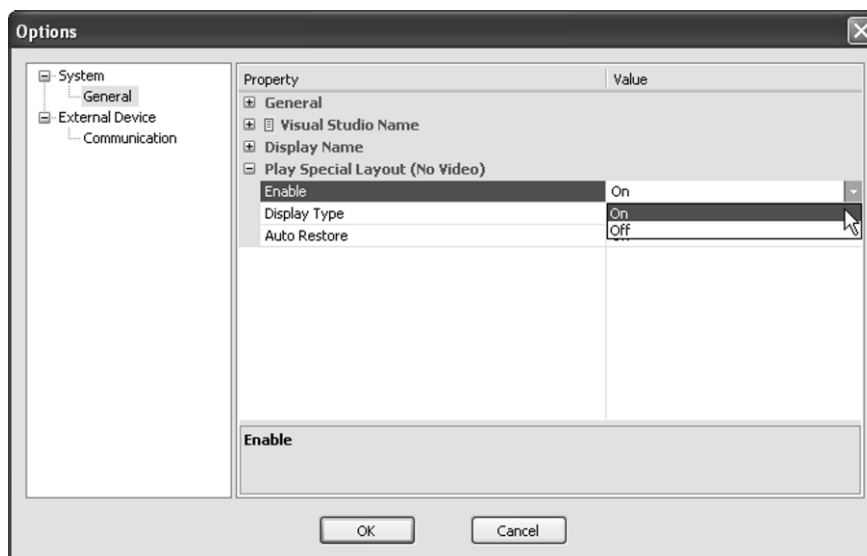 Options
System
General
External Device
Communication
Property Value
General
Visual Studio Name
Display Name
Play Special Layout (No Video)
Enable On
Display Type On
Off
Auto Restore
Enable
OK Cancel